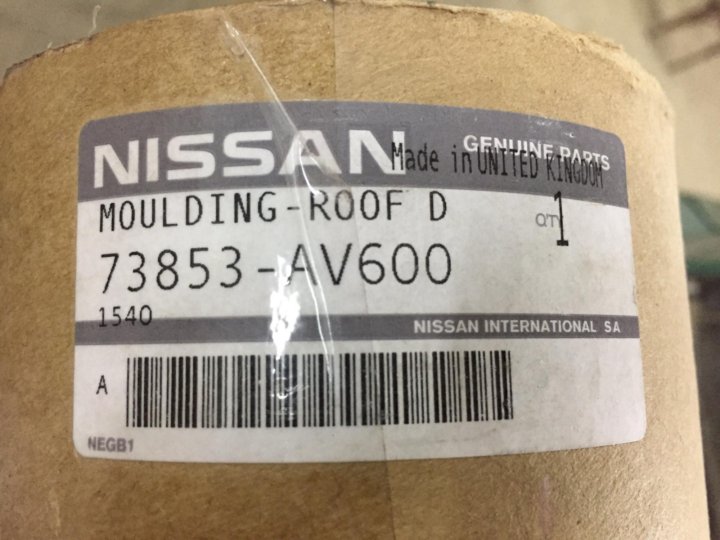 NISSAN
GENUINE PARTS
Made in UNITED KINGDOM
MOULDING-ROOF D
QTY 1
73853-AV600
1540
NISSAN INTERNATIONAL SA
A
NEGB1